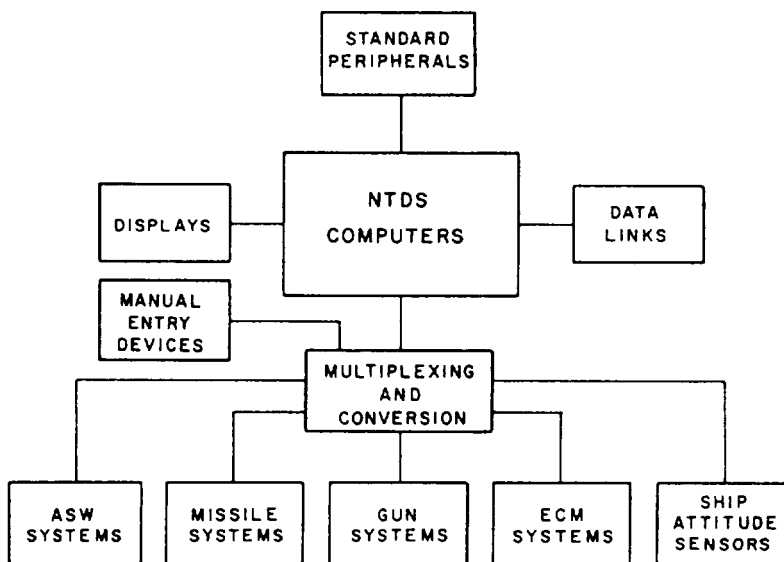 STANDARD
PERIPHERALS
NTDS
COMPUTERS
DISPLAYS
DATA
LINKS
MANUAL
ENTRY
DEVICES
MULTIPLEXING
AND
CONVERSION
ASW
SYSTEMS
MISSILE
SYSTEMS
GUN
SYSTEMS
ECM
SYSTEMS
SHIP
ATTITUDE
SENSORS